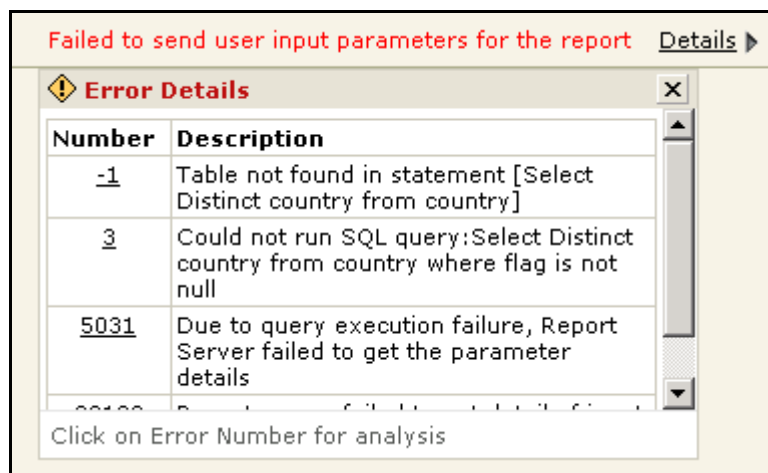 Failed to send user input parameters for the report Details
Error Details
Number Description
-1 Table not found in statement [Select
Distinct country from country]
3 Could not run SQL query:Select Distinct
country from country where flag is not
null
5031 Due to query execution failure, Report
Server failed to get the parameter
details
Click on Error Number for analysis